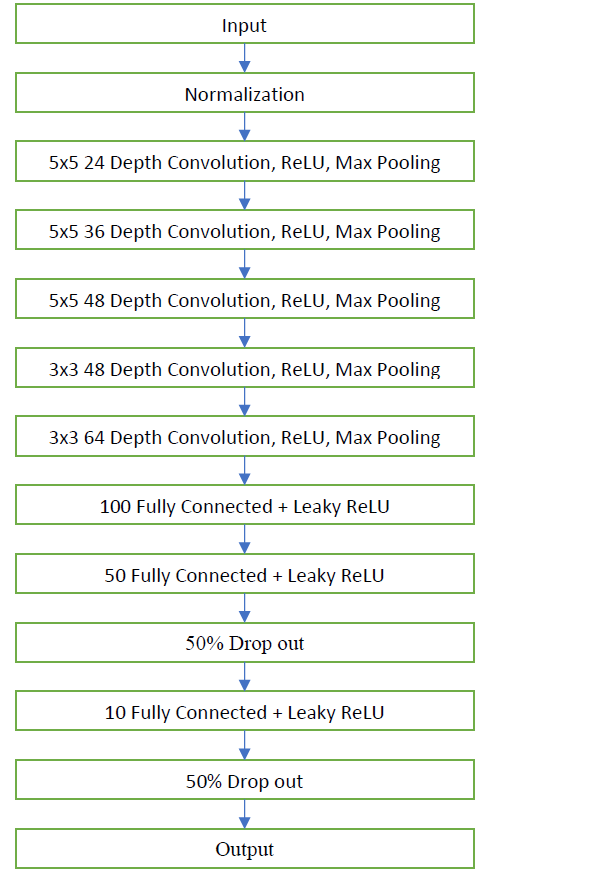 Input
Normalization
5x5 24 Depth Convolution, ReLU, Max Pooling
5x5 36 Depth Convolution, ReLU, Max Pooling
5x5 48 Depth Convolution, ReLU, Max Pooling
3x3 48 Depth Convolution, ReLU, Max Pooling
3x3 64 Depth Convolution, ReLU, Max Pooling
100 Fully Connected + Leaky ReLU
50 Fully Connected + Leaky ReLU
50% Drop out
10 Fully Connected + Leaky ReLU
50% Drop out
Output